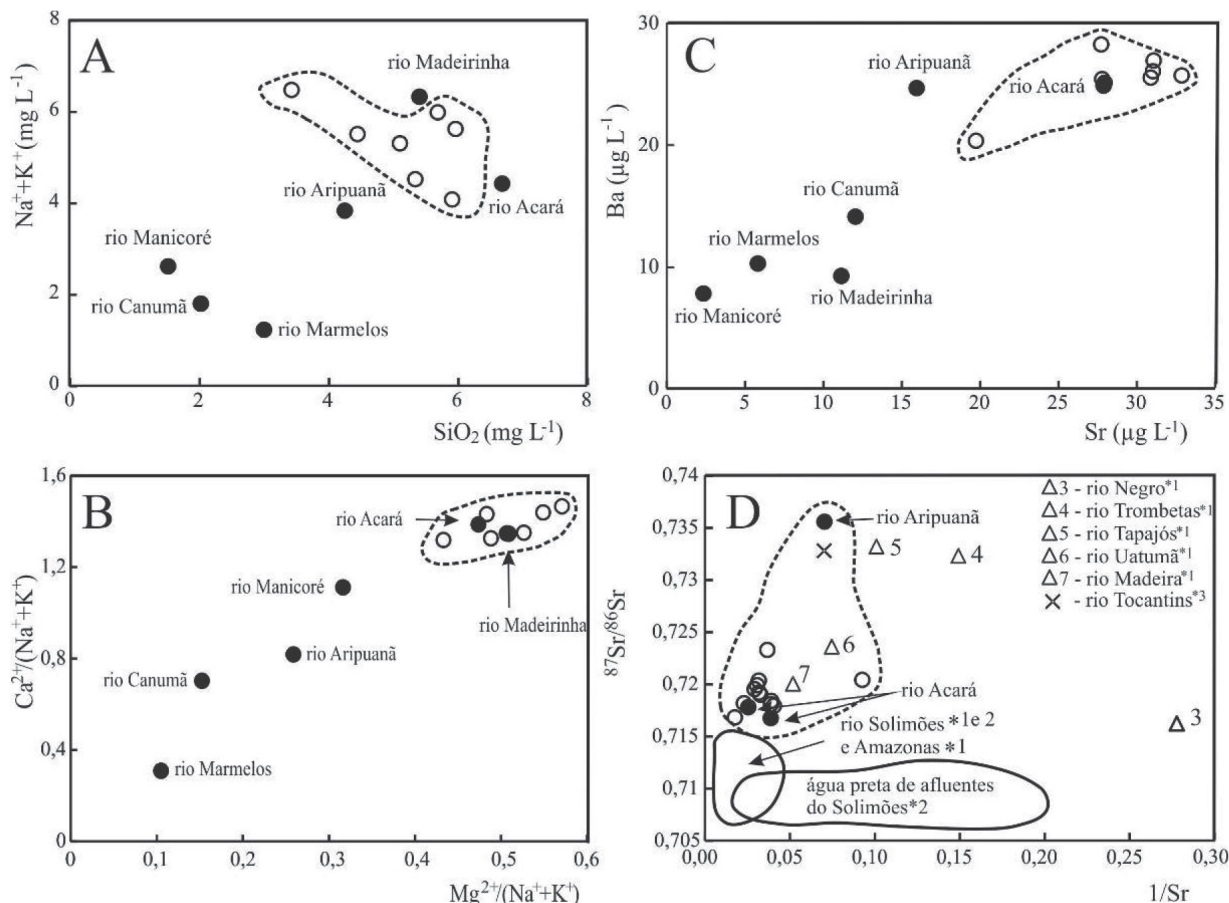 A
Na⁺+K⁺(mg L⁻¹)
8
6
4
2
0
rio Madeirinha
rio Aripuanã
rio Acará
rio Manicoré
rio Canumã
rio Marmelos
0 2 4 6 8
SiO₂ (mg L⁻¹)
C
Ba (µg L⁻¹)
30
20
10
0
rio Aripuanã
rio Acará
rio Canumã
rio Marmelos
rio Madeirinha
rio Manicoré
0 5 10 15 20 25 30 35
Sr (µg L⁻¹)
B
Ca²⁺/(Na⁺+K⁺)
1,6
1,2
0,8
0,4
0
rio Acará
rio Manicoré
rio Madeirinha
rio Aripuanã
rio Canumã
rio Marmelos
0 0,1 0,2 0,3 0,4 0,5 0,6
Mg²⁺/(Na⁺+K⁺)
D
⁸⁷Sr/⁸⁶Sr
0,74
0,735
0,73
0,725
0,72
0,715
0,71
0,705
rio Aripuanã
5
4
6
7
3
rio Acará
rio Solimões *1e 2
e Amazonas *1
água preta de afluentes
do Solimões*2
△3 - rio Negro*1
△4 - rio Trombetas*1
△5 - rio Tapajós*1
△6 - rio Uatumã*1
△7 - rio Madeira*1
× - rio Tocantins*3
0,00 0,05 0,10 0,15 0,20 0,25 0,30
1/Sr